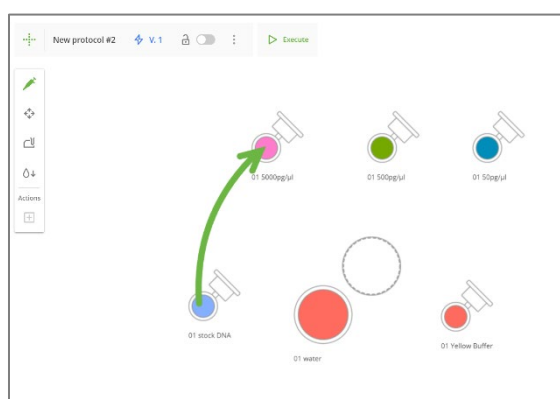 New protocol #2 V. 1 Execute
Actions
01 5000pg/µl 01 500pg/µl 01 50pg/µl
01 stock DNA
01 water
01 Yellow Buffer